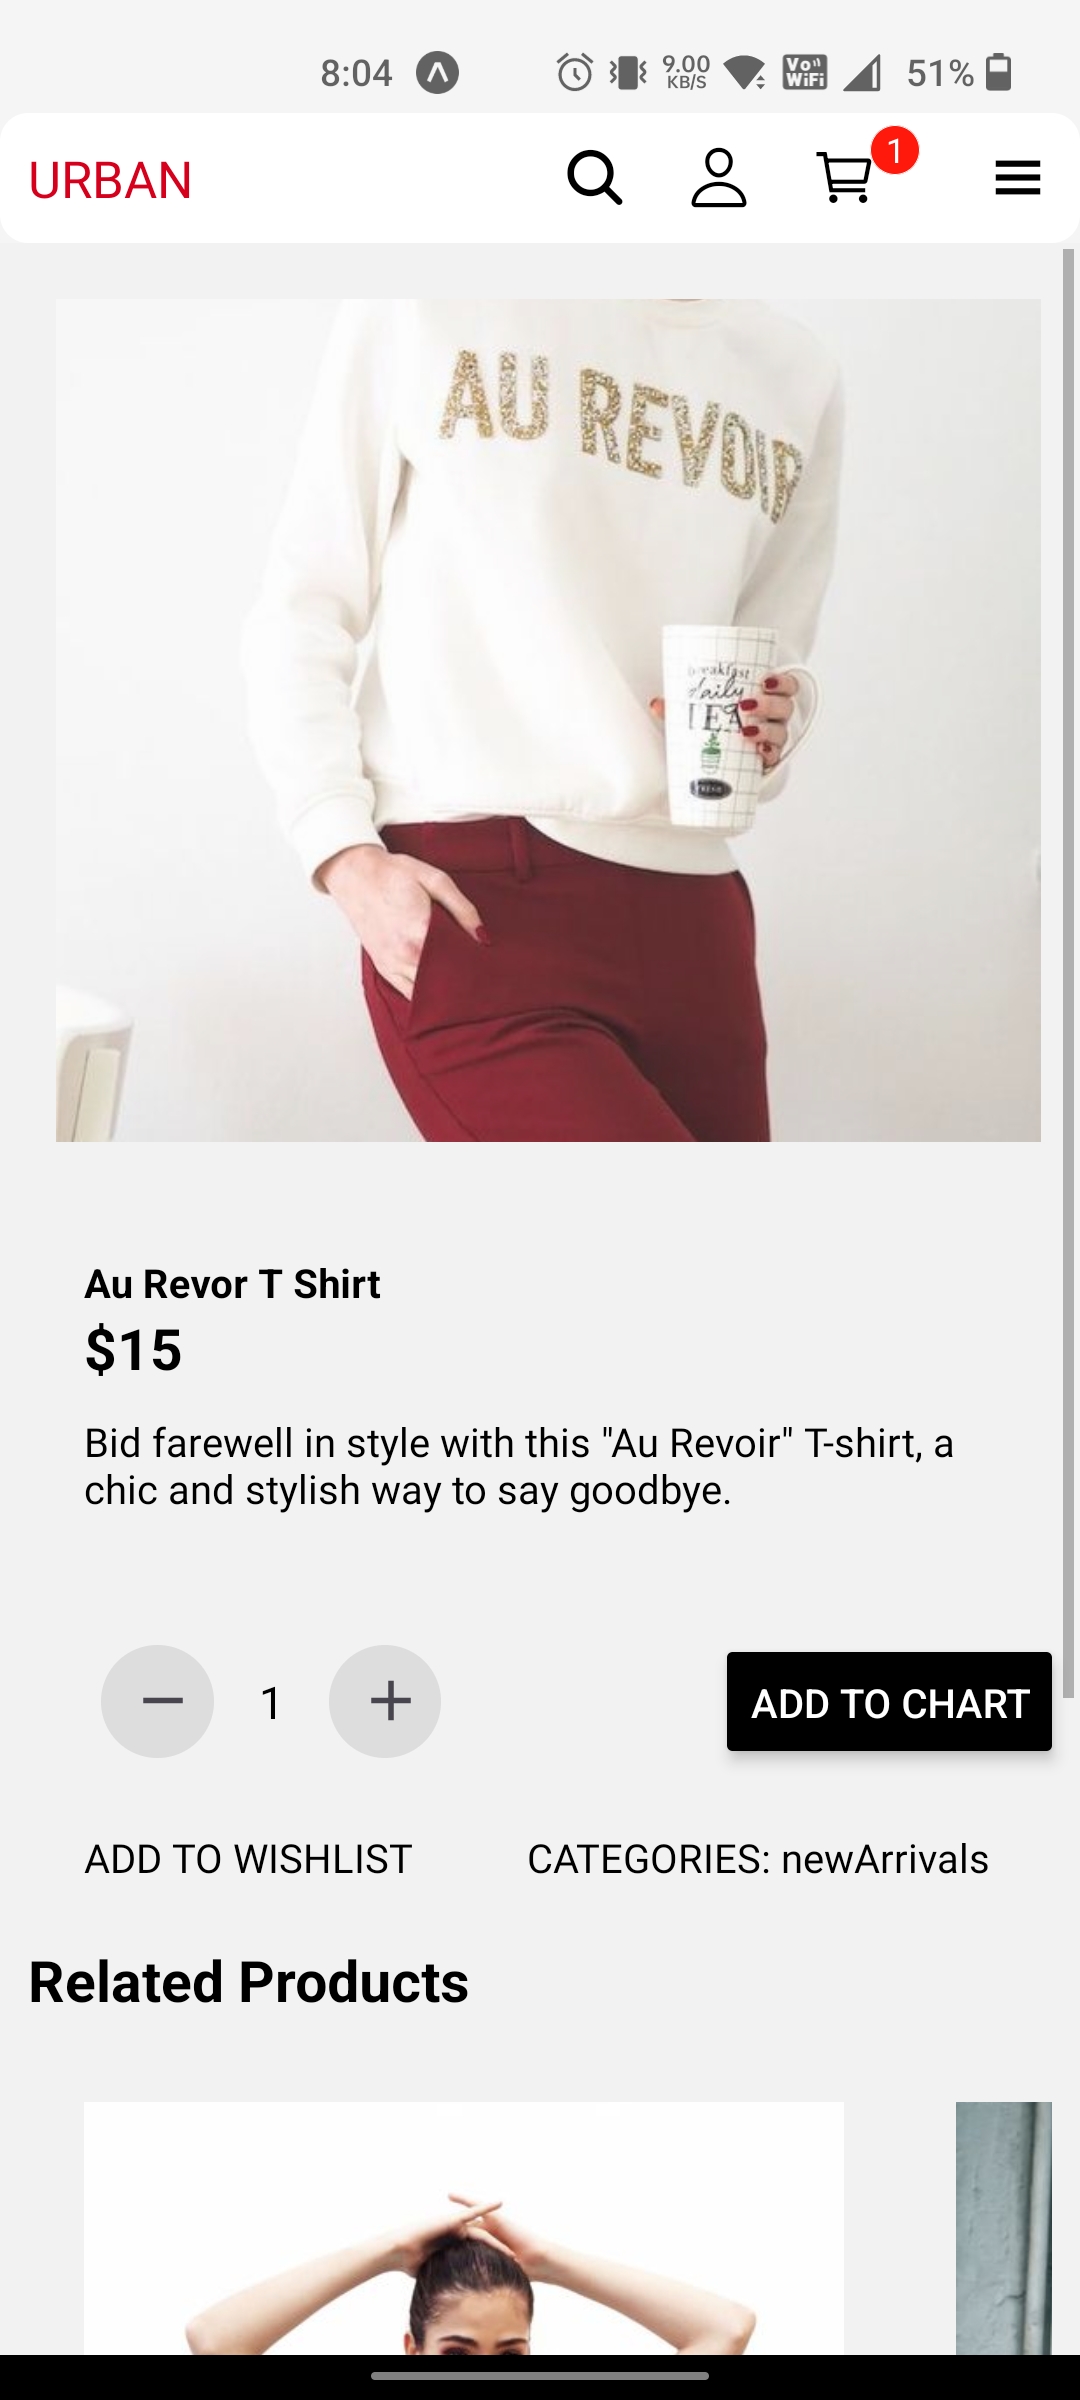 8:04 9.00 KB/S Vo)) WiFi 51%
URBAN 1
AU REVOIR
breakfast
daily
TEA
Au Revor T Shirt
$15
Bid farewell in style with this "Au Revoir" T-shirt, a
chic and stylish way to say goodbye.
1 ADD TO CHART
ADD TO WISHLIST CATEGORIES: newArrivals
Related Products